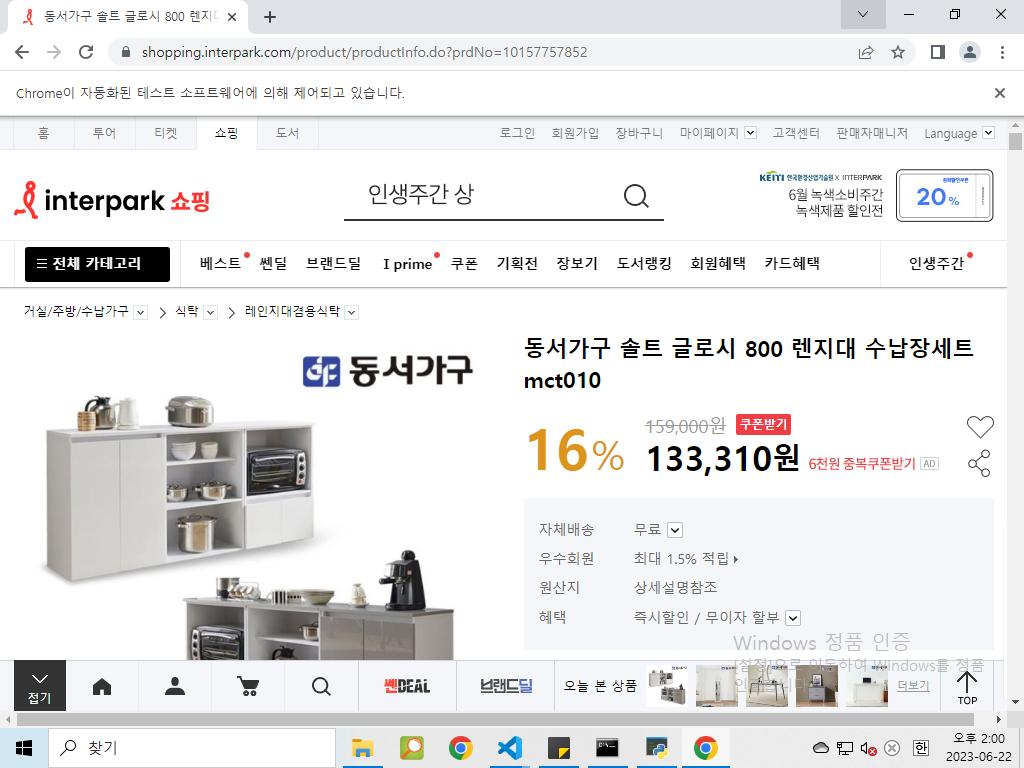 동서가구 솔트 글로시 800 렌지대
shopping.interpark.com/product/productInfo.do?prdNo=10157757852
Chrome이 자동화된 테스트 소프트웨어에 의해 제어되고 있습니다.
홈 투어 티켓 쇼핑 도서 로그인 회원가입 장바구니 마이페이지 고객센터 판매자매니저 Language
interpark 쇼핑
인생주간 상
KEITI 한국환경산업기술원 X INTERPARK
6월 녹색소비주간
녹색제품 할인전
중복할인쿠폰
20%
전체 카테고리 베스트 쎈딜 브랜드딜 I prime 쿠폰 기획전 장보기 도서랭킹 회원혜택 카드혜택 인생주간
거실/주방/수납가구 식탁 레인지대겸용식탁
동서가구
동서가구 솔트 글로시 800 렌지대 수납장세트
mct010
16%
159,000원 쿠폰받기
133,310원 6천원 중복쿠폰받기 AD
자체배송 무료
우수회원 최대 1.5% 적립
원산지 상세설명참조
혜택 즉시할인 / 무이자 할부
Windows 정품 인증
[설정]으로 이동하여 Windows를 정품
접기
쎈DEAL
브랜드딜
오늘 본 상품
더보기
TOP
찾기
한
오후 2:00
2023-06-22